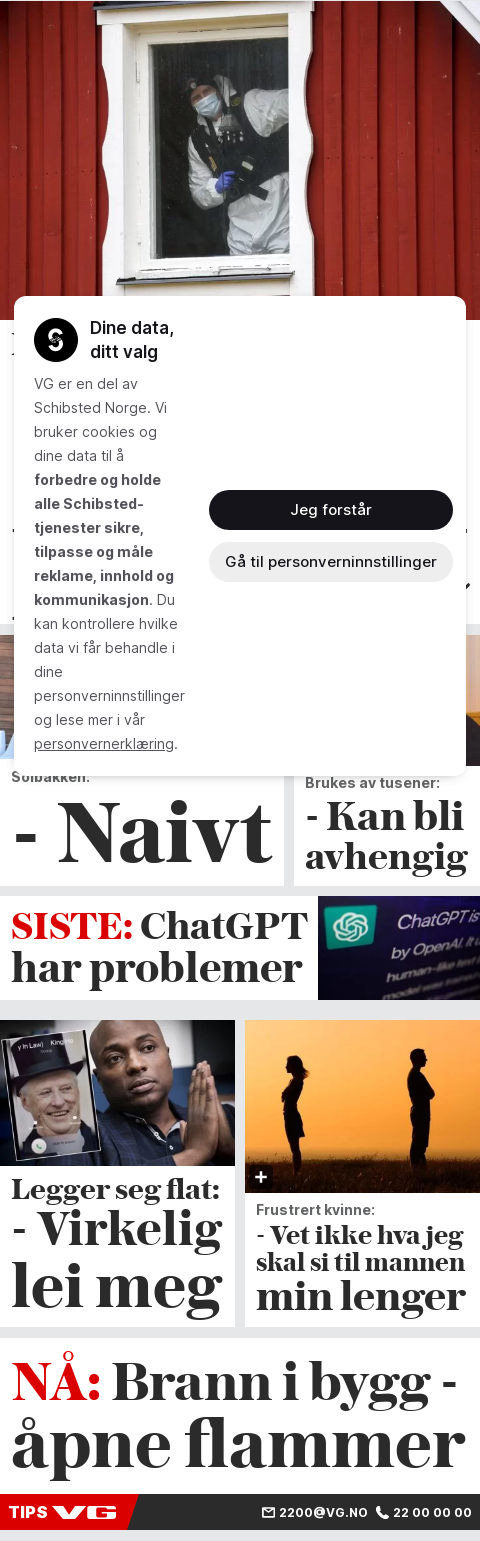 Dine data,
ditt valg
VG er en del av
Schibsted Norge. Vi
bruker cookies og
dine data til å
forbedre og holde
alle Schibsted-
tjenester sikre,
tilpasse og måle
reklame, innhold og
kommunikasjon. Du
kan kontrollere hvilke
data vi får behandle i
dine
personverninnstillinger
og lese mer i vår
personvernerklæring.
Jeg forstår
Gå til personverninnstillinger
Solbakken:
- Naivt
Brukes av tusener:
- Kan bli
avhengig
SISTE: ChatGPT
har problemer
ChatGPT is
by OpenAI. It u
human-like text
model was
y In Law)
Legger seg flat:
- Virkelig
lei meg
Frustrert kvinne:
- Vet ikke hva jeg
skal si til mannen
min lenger
NÅ: Brann i bygg -
åpne flammer
TIPS VG
2200@VG.NO
22 00 00 00